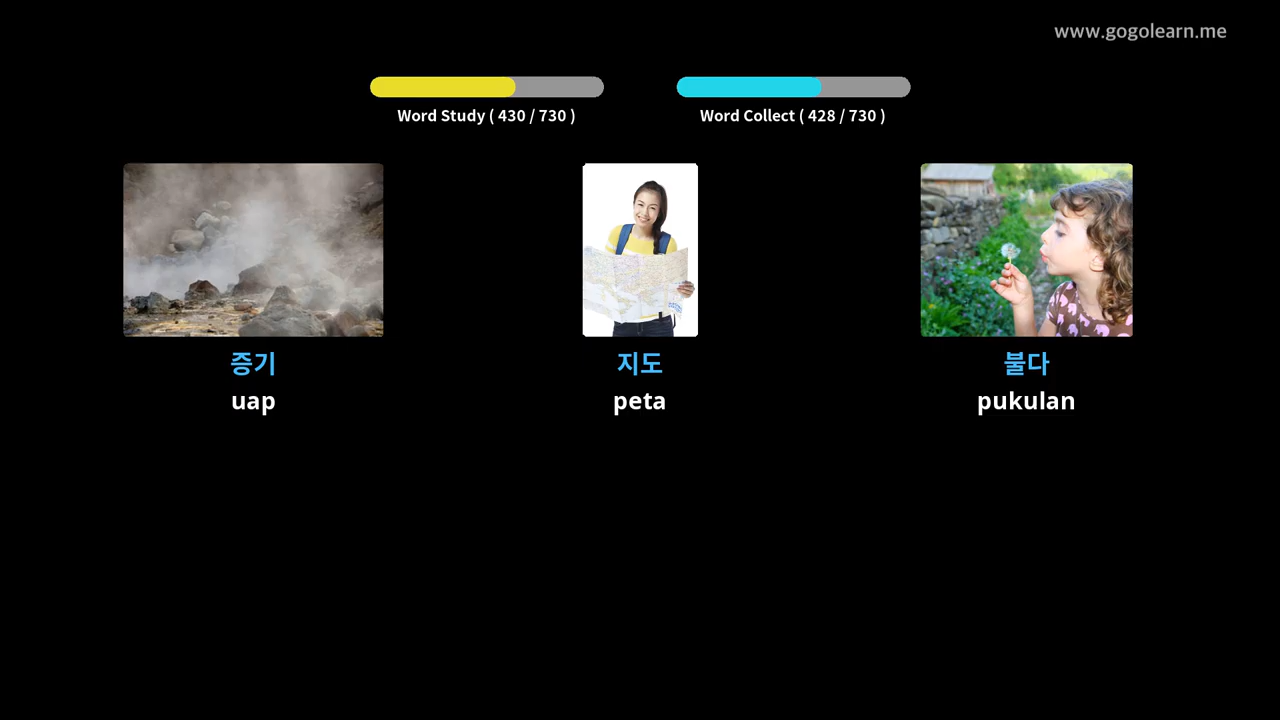 www.gogolearn.me
Word Study ( 430 / 730 )
Word Collect ( 428 / 730 )
증기
지도
불다
uap
peta
pukulan